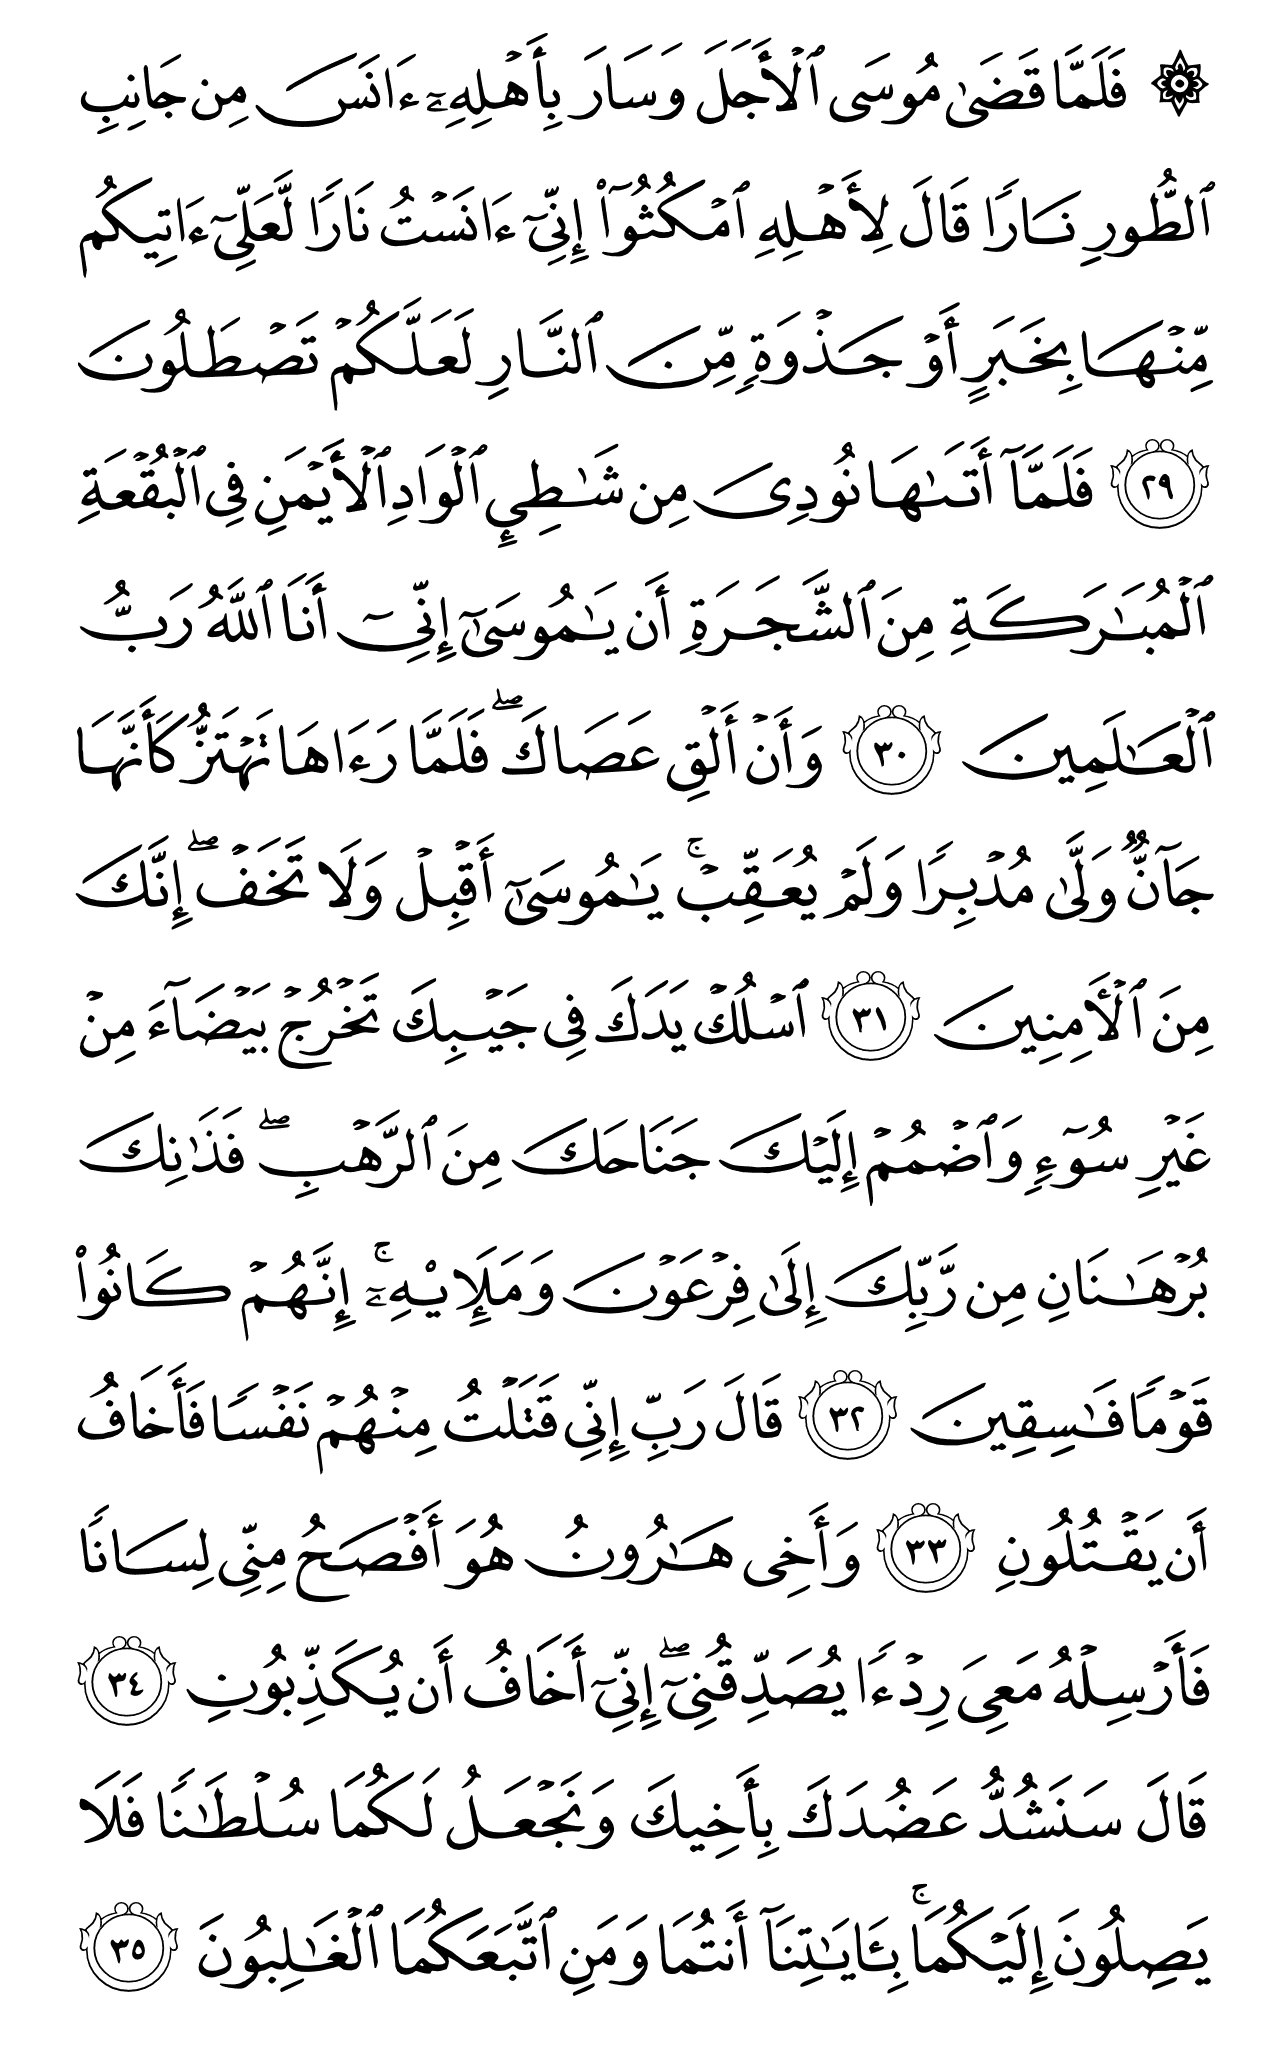 ۞ فَلَمَّا قَضَىٰ مُوسَى ٱلْأَجَلَ وَسَارَ بِأَهْلِهِۦٓ ءَانَسَ مِن جَانِبِ
ٱلطُّورِ نَارًا قَالَ لِأَهْلِهِ ٱمْكُثُوٓا۟ إِنِّىٓ ءَانَسْتُ نَارًا لَّعَلِّىٓ ءَاتِيكُم
مِّنْهَا بِخَبَرٍ أَوْ جَذْوَةٍ مِّنَ ٱلنَّارِ لَعَلَّكُمْ تَصْطَلُونَ
٢٩ فَلَمَّآ أَتَىٰهَا نُودِىَ مِن شَـٰطِئِ ٱلْوَادِ ٱلْأَيْمَنِ فِى ٱلْبُقْعَةِ
ٱلْمُبَـٰرَكَةِ مِنَ ٱلشَّجَرَةِ أَن يَـٰمُوسَىٰٓ إِنِّىٓ أَنَا ٱللَّهُ رَبُّ
ٱلْعَـٰلَمِينَ ٣٠ وَأَنْ أَلْقِ عَصَاكَ ۖ فَلَمَّا رَءَاهَا تَهْتَزُّ كَأَنَّهَا
جَآنٌّ وَلَّىٰ مُدْبِرًا وَلَمْ يُعَقِّبْ ۚ يَـٰمُوسَىٰٓ أَقْبِلْ وَلَا تَخَفْ ۖ إِنَّكَ
مِنَ ٱلْـَٔامِنِينَ ٣١ ٱسْلُكْ يَدَكَ فِى جَيْبِكَ تَخْرُجْ بَيْضَآءَ مِنْ
غَيْرِ سُوٓءٍ وَٱضْمُمْ إِلَيْكَ جَنَاحَكَ مِنَ ٱلرَّهْبِ ۖ فَذَٰنِكَ
بُرْهَـٰنَانِ مِن رَّبِّكَ إِلَىٰ فِرْعَوْنَ وَمَلَإِي۟هِۦٓ ۚ إِنَّهُمْ كَانُوا۟
قَوْمًا فَـٰسِقِينَ ٣٢ قَالَ رَبِّ إِنِّى قَتَلْتُ مِنْهُمْ نَفْسًا فَأَخَافُ
أَن يَقْتُلُونِ ٣٣ وَأَخِى هَـٰرُونُ هُوَ أَفْصَحُ مِنِّى لِسَانًا
فَأَرْسِلْهُ مَعِىَ رِدْءًا يُصَدِّقُنِىٓ ۖ إِنِّىٓ أَخَافُ أَن يُكَذِّبُونِ ٣٤
قَالَ سَنَشُدُّ عَضُدَكَ بِأَخِيكَ وَنَجْعَلُ لَكُمَا سُلْطَـٰنًا فَلَا
يَصِلُونَ إِلَيْكُمَا ۚ بِـَٔايَـٰتِنَآ أَنتُمَا وَمَنِ ٱتَّبَعَكُمَا ٱلْغَـٰلِبُونَ ٣٥